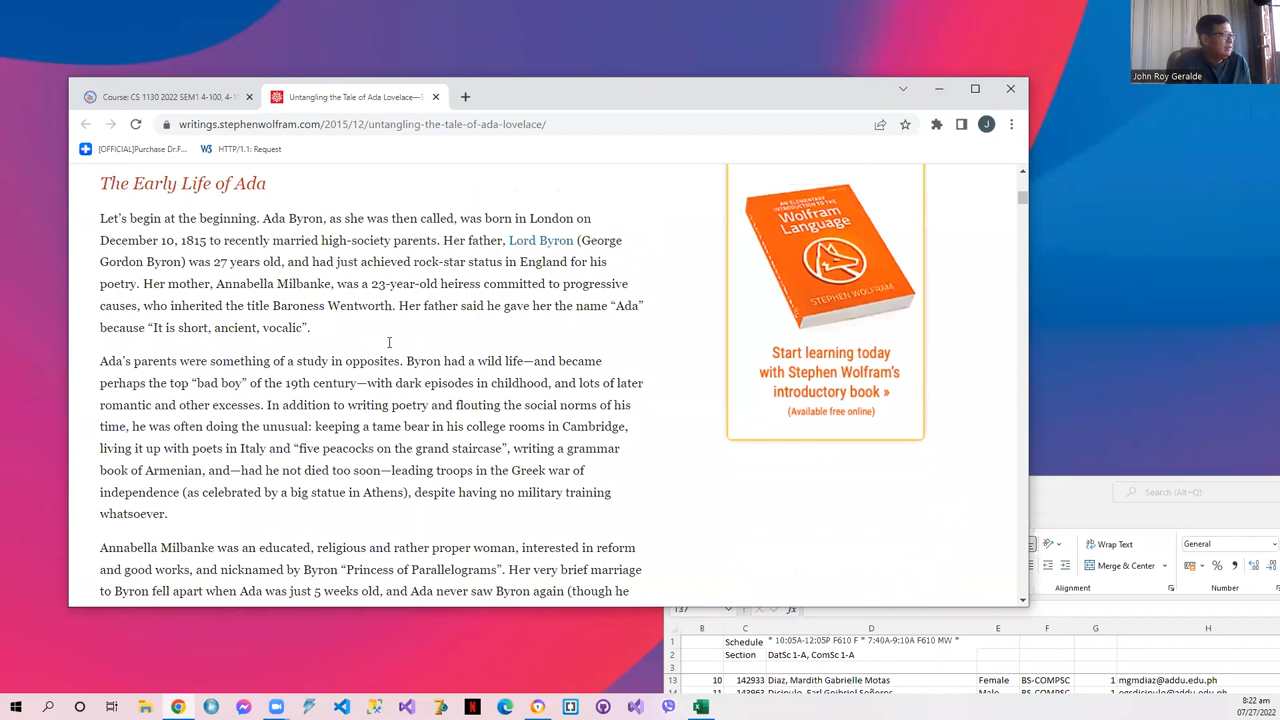 John Roy Geralde
Course: CS 1130 2022 SEM1 4-100, 4-1
Untangling the Tale of Ada Lovelace—S
writings.stephenwolfram.com/2015/12/untangling-the-tale-of-ada-lovelace/
J
[OFFICIAL]Purchase Dr.F...
W3 HTTP/1.1: Request
The Early Life of Ada
Let's begin at the beginning. Ada Byron, as she was then called, was born in London on
December 10, 1815 to recently married high-society parents. Her father, Lord Byron (George
Gordon Byron) was 27 years old, and had just achieved rock-star status in England for his
poetry. Her mother, Annabella Milbanke, was a 23-year-old heiress committed to progressive
causes, who inherited the title Baroness Wentworth. Her father said he gave her the name “Ada”
because “It is short, ancient, vocalic”.
Ada's parents were something of a study in opposites. Byron had a wild life—and became
perhaps the top “bad boy” of the 19th century—with dark episodes in childhood, and lots of later
romantic and other excesses. In addition to writing poetry and flouting the social norms of his
time, he was often doing the unusual: keeping a tame bear in his college rooms in Cambridge,
living it up with poets in Italy and “five peacocks on the grand staircase”, writing a grammar
book of Armenian, and—had he not died too soon—leading troops in the Greek war of
independence (as celebrated by a big statue in Athens), despite having no military training
whatsoever.
Annabella Milbanke was an educated, religious and rather proper woman, interested in reform
and good works, and nicknamed by Byron “Princess of Parallelograms”. Her very brief marriage
to Byron fell apart when Ada was just 5 weeks old, and Ada never saw Byron again (though he
AN ELEMENTARY
INTRODUCTION TO THE
Wolfram
Language
STEPHEN WOLFRAM
Start learning today
with Stephen Wolfram's
introductory book »
(Available free online)
Search (Alt+Q)
Wrap Text
General
Merge & Center
Alignment
Number
B C D E F G H
1 Schedule * 10:05A-12:05P F610 F * 7:40A-9:10A F610 MW *
2 Section DatSc 1-A, ComSc 1-A
3
13 10 142933 Diaz, Mardith Gabrielle Motas Female BS-COMPSC 1 mgmdiaz@addu.edu.ph
8:22 am
07/27/2022